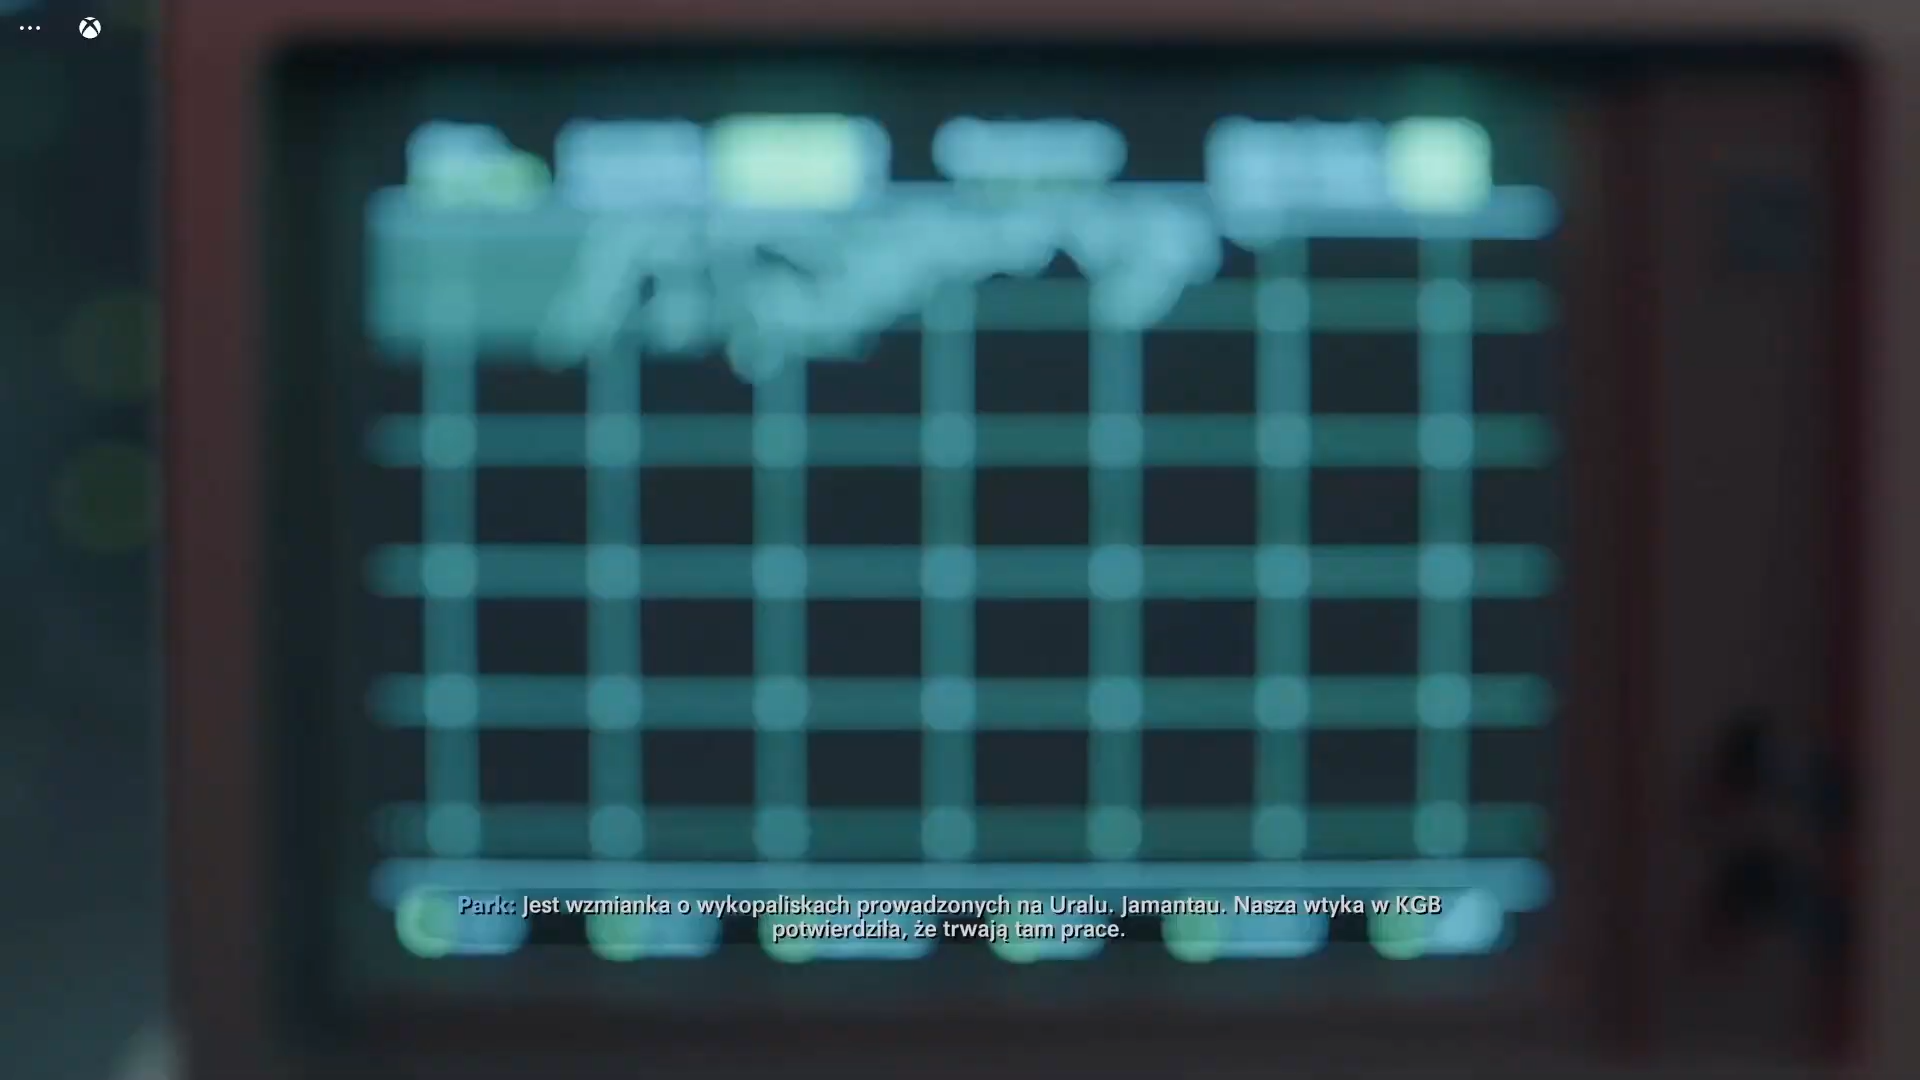 Park: Jest wzmianka o wykopaliskach prowadzonych na Uralu. Jamantau. Nasza wtyka w KGB
potwierdziła, że trwają tam prace.